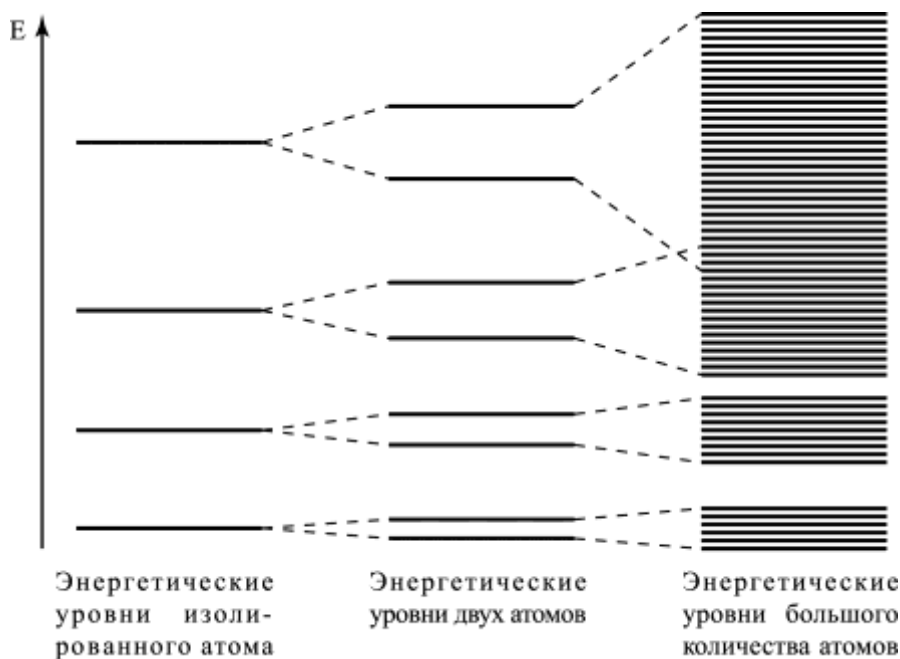 E
Энергетические
уровни изоли-
рованного атома
Энергетические
уровни двух атомов
Энергетические
уровни большого
количества атомов